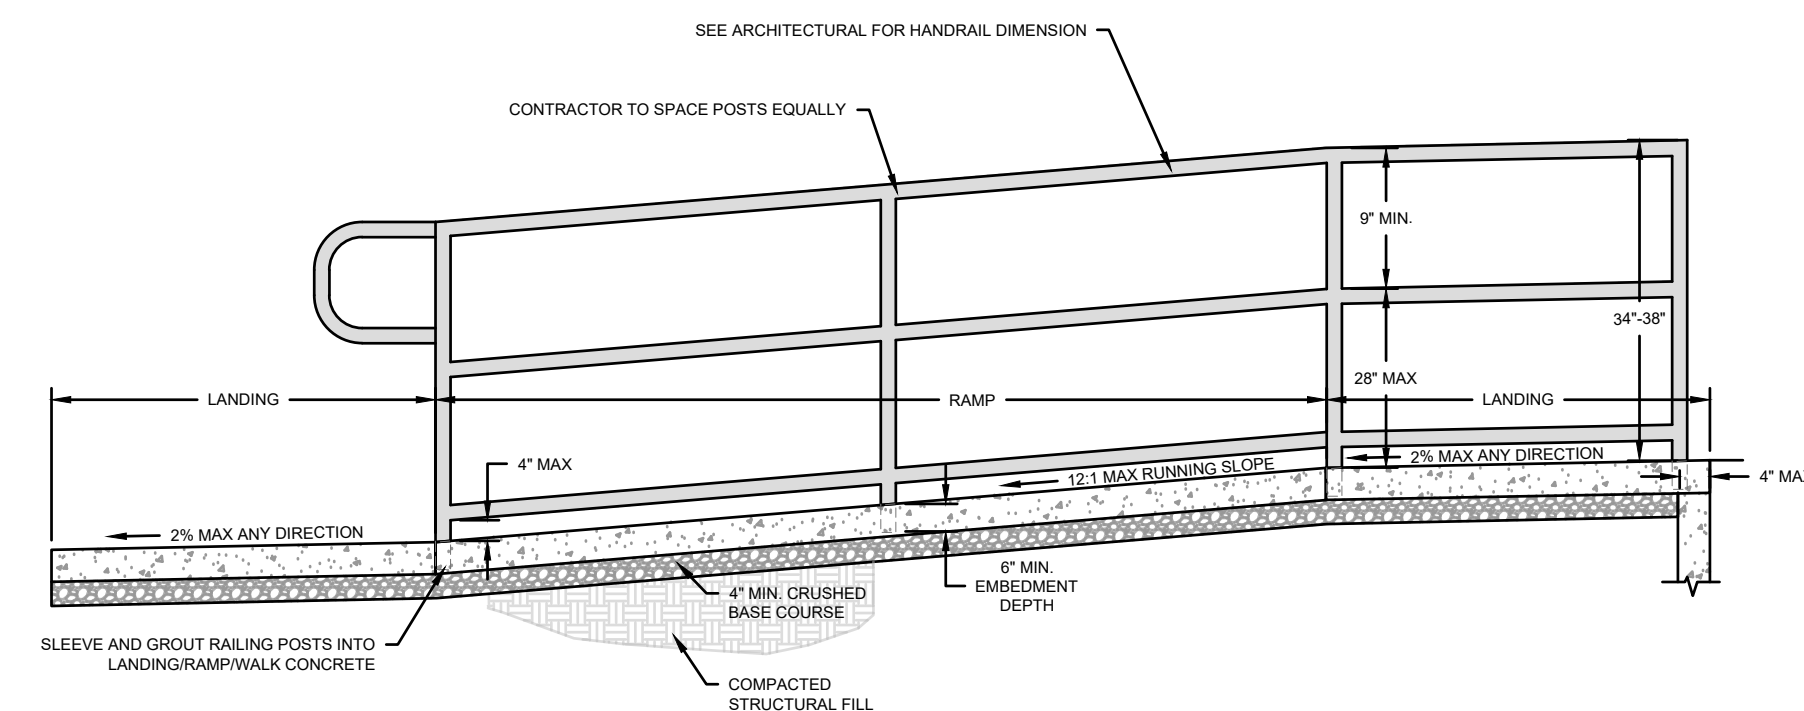 SEE ARCHITECTURAL FOR HANDRAIL DIMENSION
CONTRACTOR TO SPACE POSTS EQUALLY
9" MIN.
34"-38"
28" MAX
LANDING
RAMP
LANDING
4" MAX
12:1 MAX RUNNING SLOPE
2% MAX ANY DIRECTION
4" MAX
2% MAX ANY DIRECTION
6" MIN.
EMBEDMENT
DEPTH
4" MIN. CRUSHED
BASE COURSE
SLEEVE AND GROUT RAILING POSTS INTO
LANDING/RAMP/WALK CONCRETE
COMPACTED
STRUCTURAL FILL